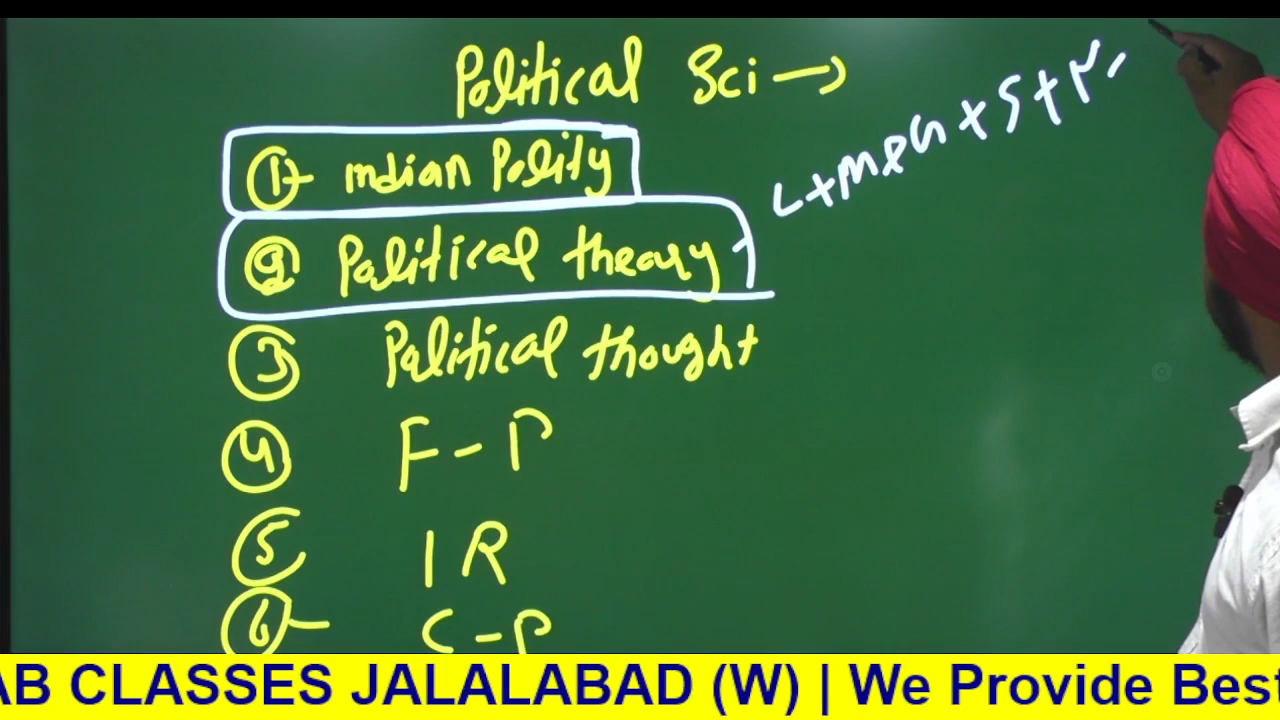 Political Sci →
① Indian Polity
② Political theory
L + M
+ S +
③ Political thought
④ F - P
⑤ I R
⑥ - C - P
AB CLASSES JALALABAD (W) | We Provide Best